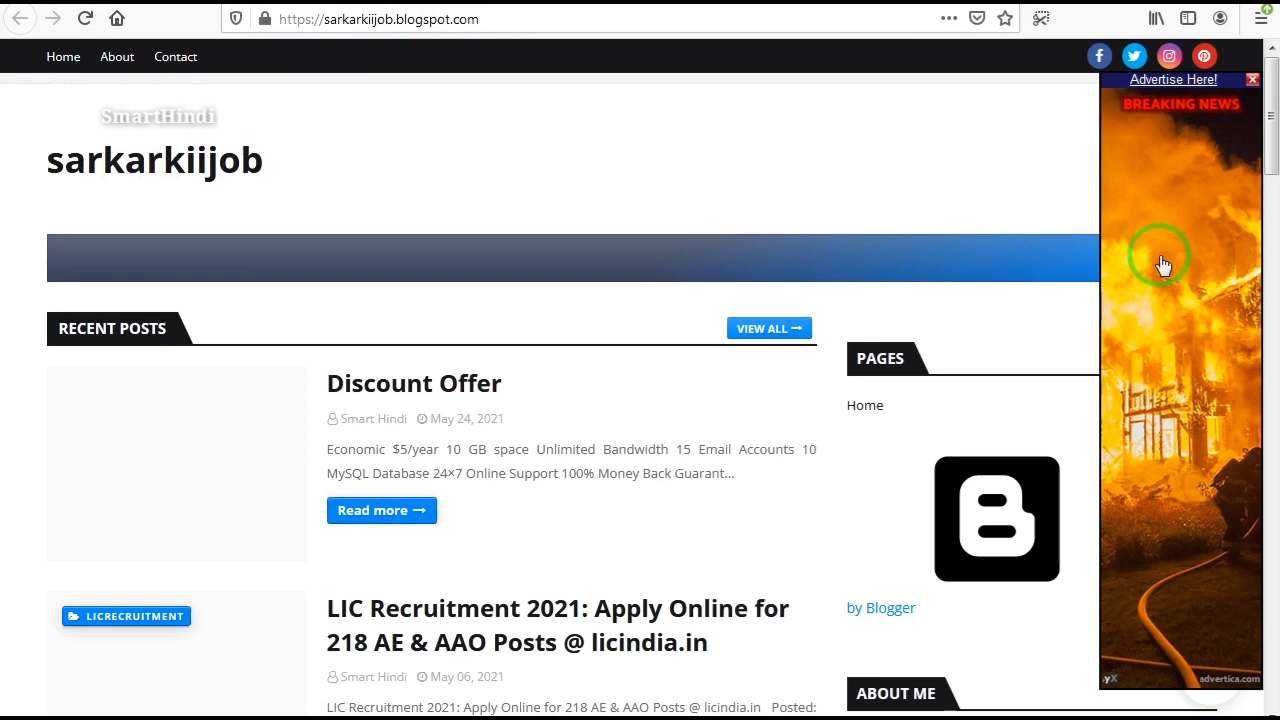 https://sarkarkiijob.blogspot.com
Home About Contact
Advertise Here!
BREAKING NEWS
SmartHindi
sarkarkiijob
RECENT POSTS
VIEW ALL
Discount Offer
Smart Hindi May 24, 2021
Economic $5/year 10 GB space Unlimited Bandwidth 15 Email Accounts 10
MySQL Database 24×7 Online Support 100% Money Back Guarant...
Read more
LICRECRUITMENT
LIC Recruitment 2021: Apply Online for
218 AE & AAO Posts @ licindia.in
Smart Hindi May 06, 2021
LIC Recruitment 2021: Apply Online for 218 AE & AAO Posts @ licindia.in Posted:
PAGES
Home
by Blogger
ABOUT ME
advertica.com